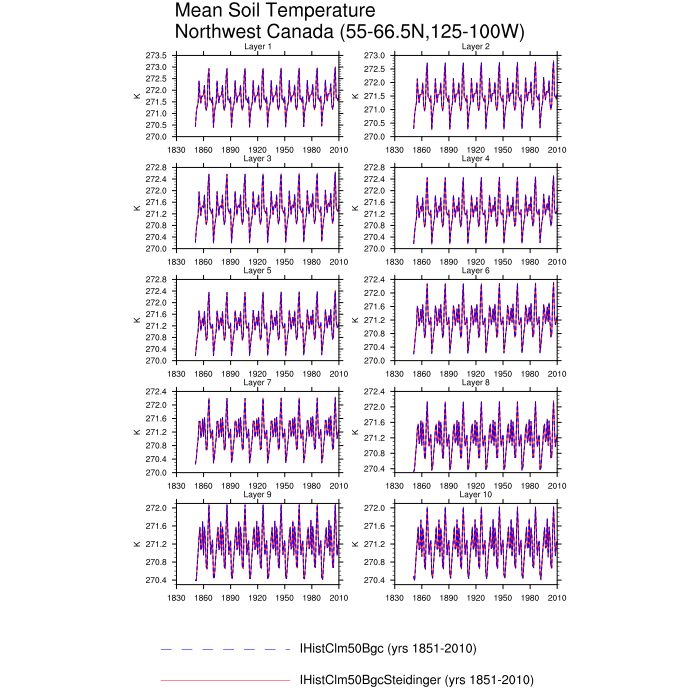 Mean Soil Temperature
Northwest Canada (55-66.5N,125-100W)
Layer 1
273.5
273.0
272.5
272.0
271.5
271.0
270.5
270.0
K
1830 1860 1890 1920 1950 1980 2010
Layer 2
273.0
272.5
272.0
271.5
271.0
270.5
270.0
K
1830 1860 1890 1920 1950 1980 2010
Layer 3
272.8
272.4
272.0
271.6
271.2
270.8
270.4
270.0
K
1830 1860 1890 1920 1950 1980 2010
Layer 4
272.8
272.4
272.0
271.6
271.2
270.8
270.4
270.0
K
1830 1860 1890 1920 1950 1980 2010
Layer 5
272.8
272.4
272.0
271.6
271.2
270.8
270.4
270.0
K
1830 1860 1890 1920 1950 1980 2010
Layer 6
272.4
272.0
271.6
271.2
270.8
270.4
270.0
K
1830 1860 1890 1920 1950 1980 2010
Layer 7
272.4
272.0
271.6
271.2
270.8
270.4
270.0
K
1830 1860 1890 1920 1950 1980 2010
Layer 8
272.4
272.0
271.6
271.2
270.8
270.4
K
1830 1860 1890 1920 1950 1980 2010
Layer 9
272.0
271.6
271.2
270.8
270.4
K
1830 1860 1890 1920 1950 1980 2010
Layer 10
272.0
271.6
271.2
270.8
270.4
K
1830 1860 1890 1920 1950 1980 2010
IHistClm50Bgc (yrs 1851-2010)
IHistClm50BgcSteidinger (yrs 1851-2010)